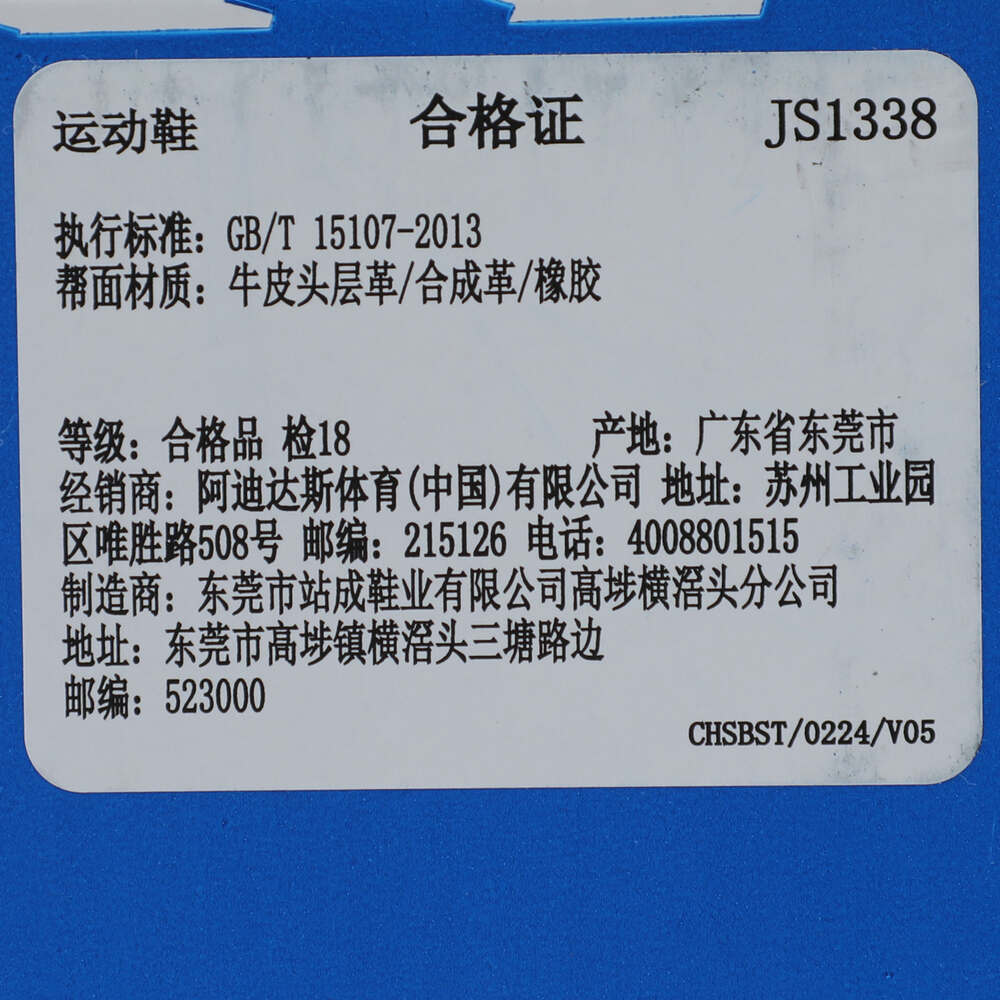 运动鞋 合格证 JS1338
执行标准：GB/T 15107-2013
帮面材质：牛皮头层革/合成革/橡胶
等级：合格品 检18 产地：广东省东莞市
经销商：阿迪达斯体育(中国)有限公司 地址：苏州工业园
区唯胜路508号 邮编：215126 电话：4008801515
制造商：东莞市站成鞋业有限公司高埗横滘头分公司
地址：东莞市高埗镇横滘头三塘路边
邮编：523000
CHSBST/0224/V05